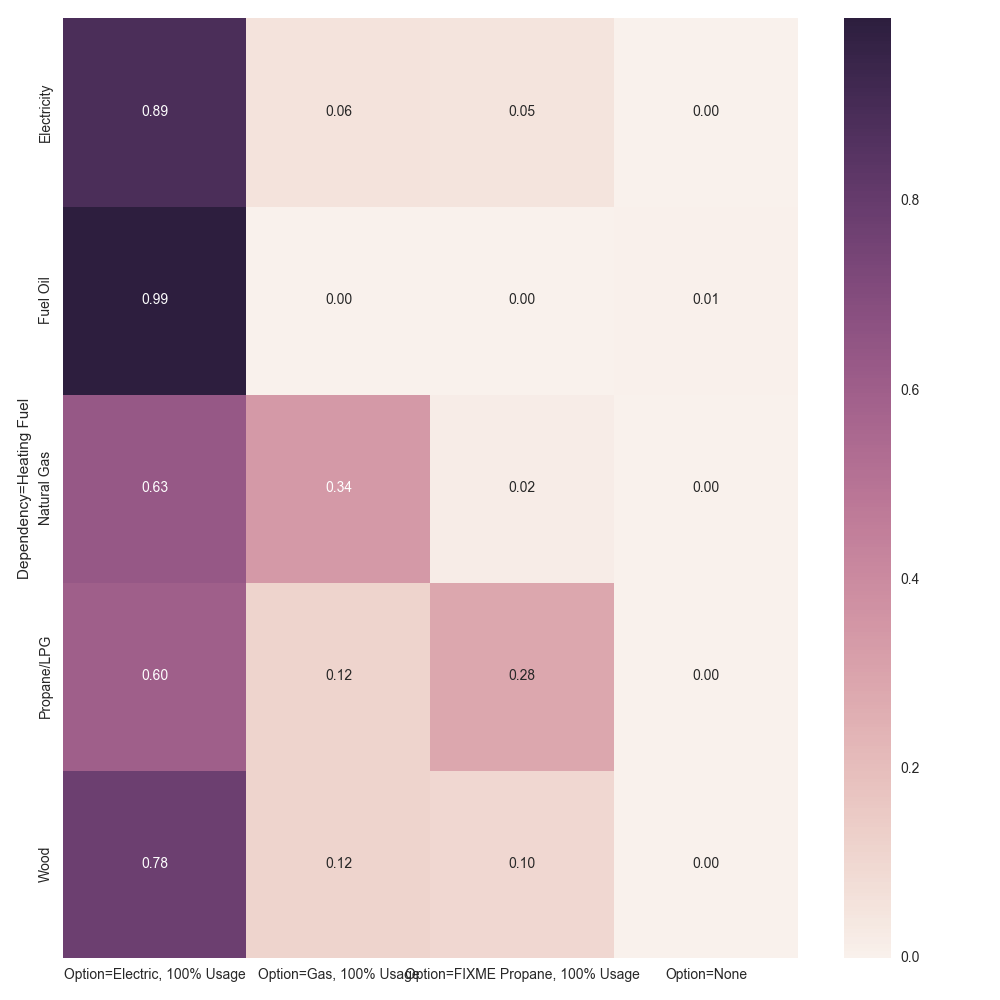 Dependency=Heating Fuel
Electricity
0.89 0.06 0.05 0.00
Fuel Oil
0.99 0.00 0.00 0.01
Natural Gas
0.63 0.34 0.02 0.00
Propane/LPG
0.60 0.12 0.28 0.00
Wood
0.78 0.12 0.10 0.00
Option=Electric, 100% Usage Option=Gas, 100% Usage Option=FIXME Propane, 100% Usage Option=None
0.8
0.6
0.4
0.2
0.0